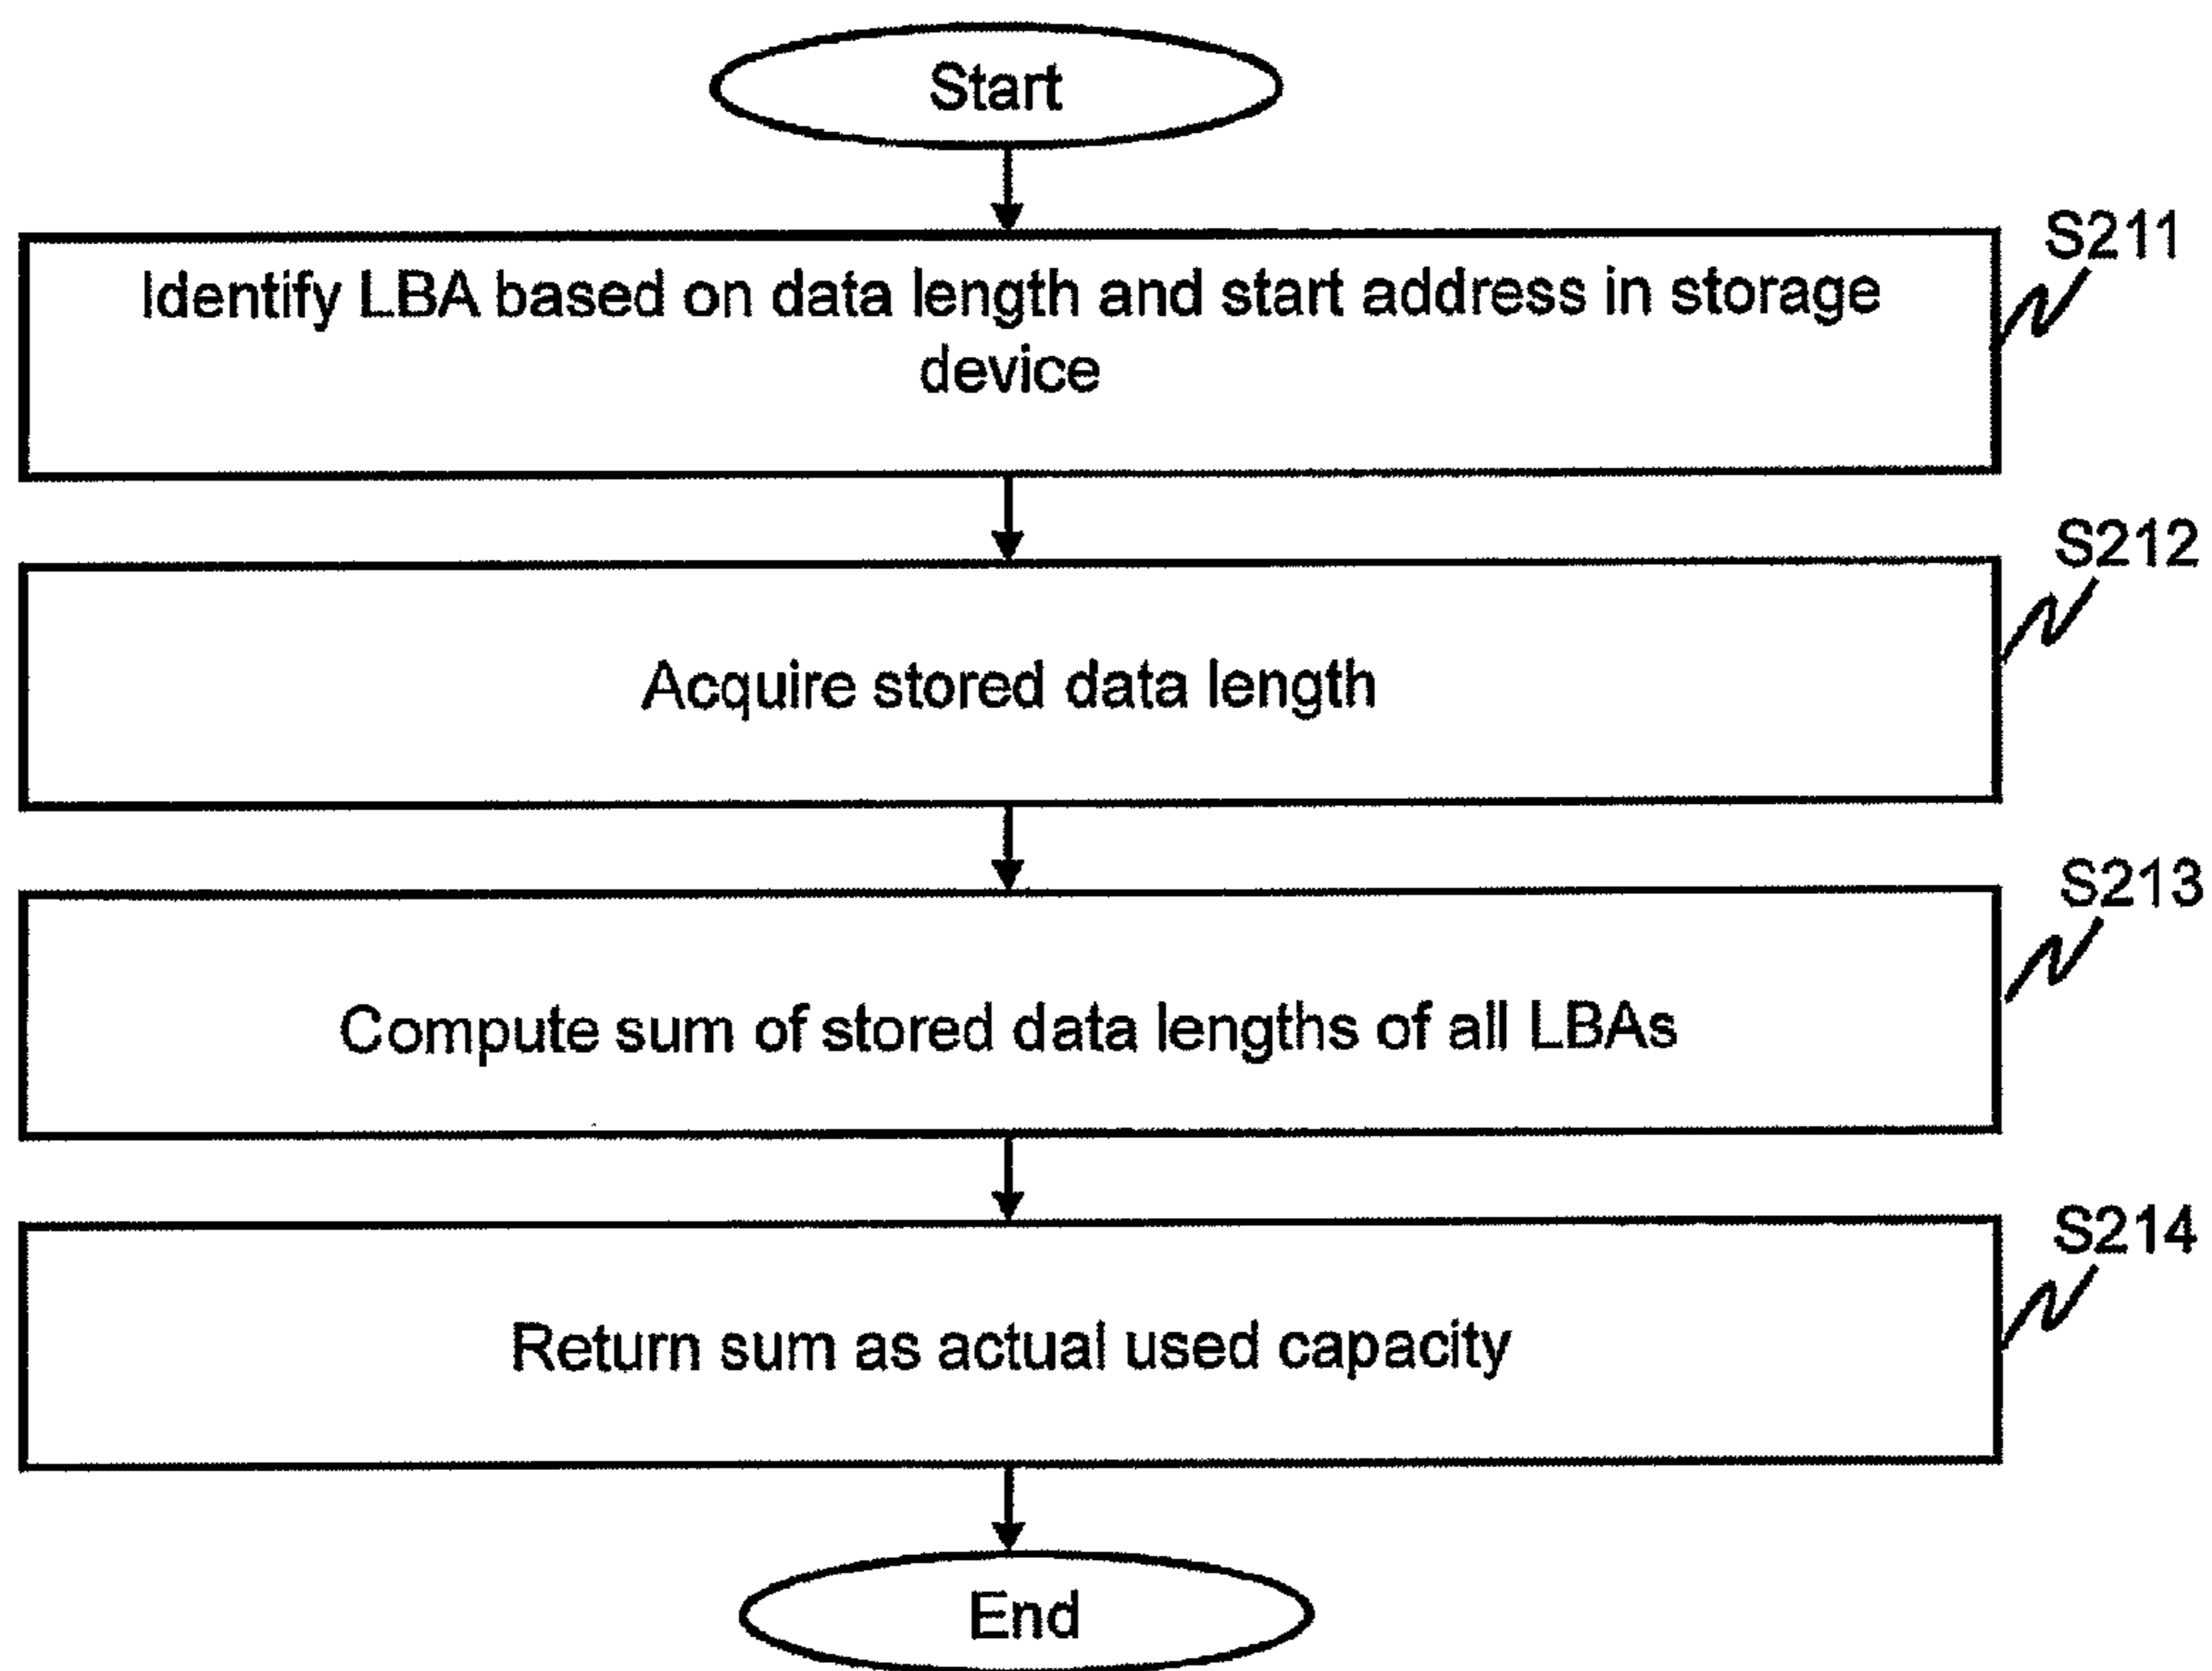 Start
S211
Identify LBA based on data length and start address in storage
device
S212
Acquire stored data length
S213
Compute sum of stored data lengths of all LBAs
S214
Return sum as actual used capacity
End